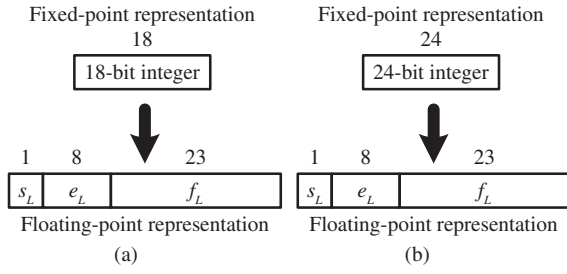 Fixed-point representation
18
18-bit integer
1 8 23
s_L e_L f_L
Floating-point representation
(a)
Fixed-point representation
24
24-bit integer
1 8 23
s_L e_L f_L
Floating-point representation
(b)